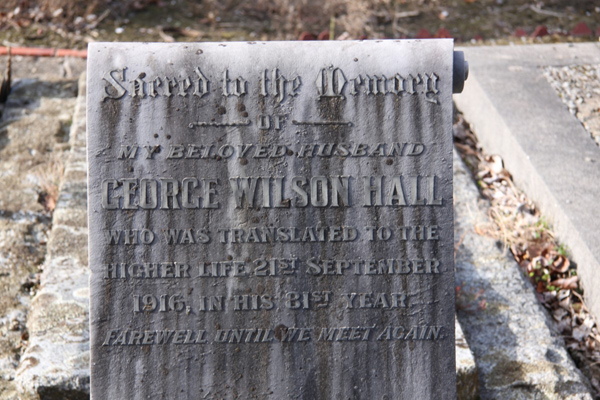 Sacred to the Memory
OF
MY BELOVED HUSBAND
GEORGE WILSON HALL
WHO WAS TRANSLATED TO THE
HIGHER LIFE 21ST SEPTEMBER
1916, IN HIS 81ST YEAR
FAREWELL UNTIL WE MEET AGAIN.